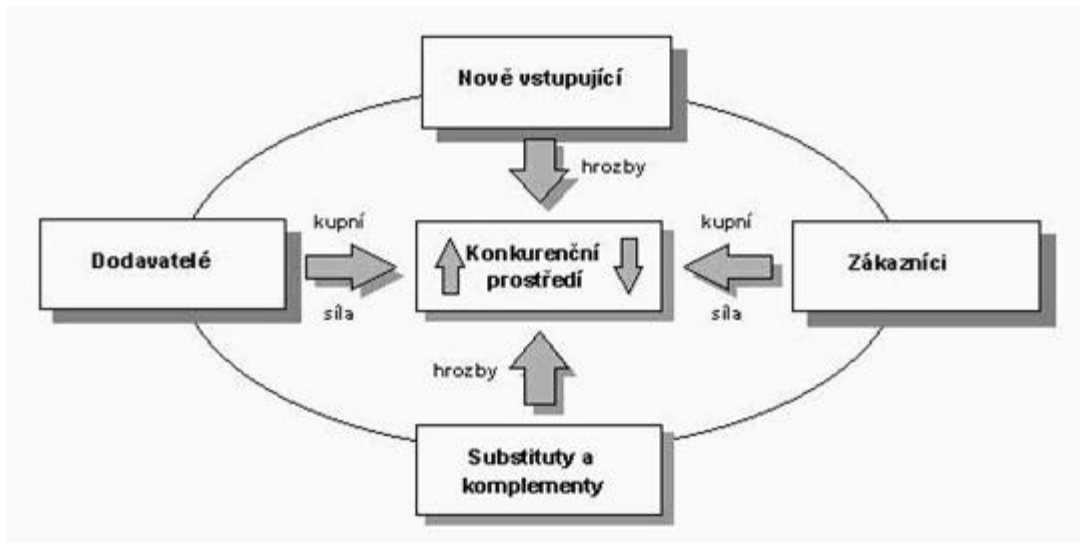 Nově vstupující
hrozby
kupní
Dodavatelé
síla
Konkurenční
prostředí
kupní
Zákazníci
síla
hrozby
Substituty a
komplementy